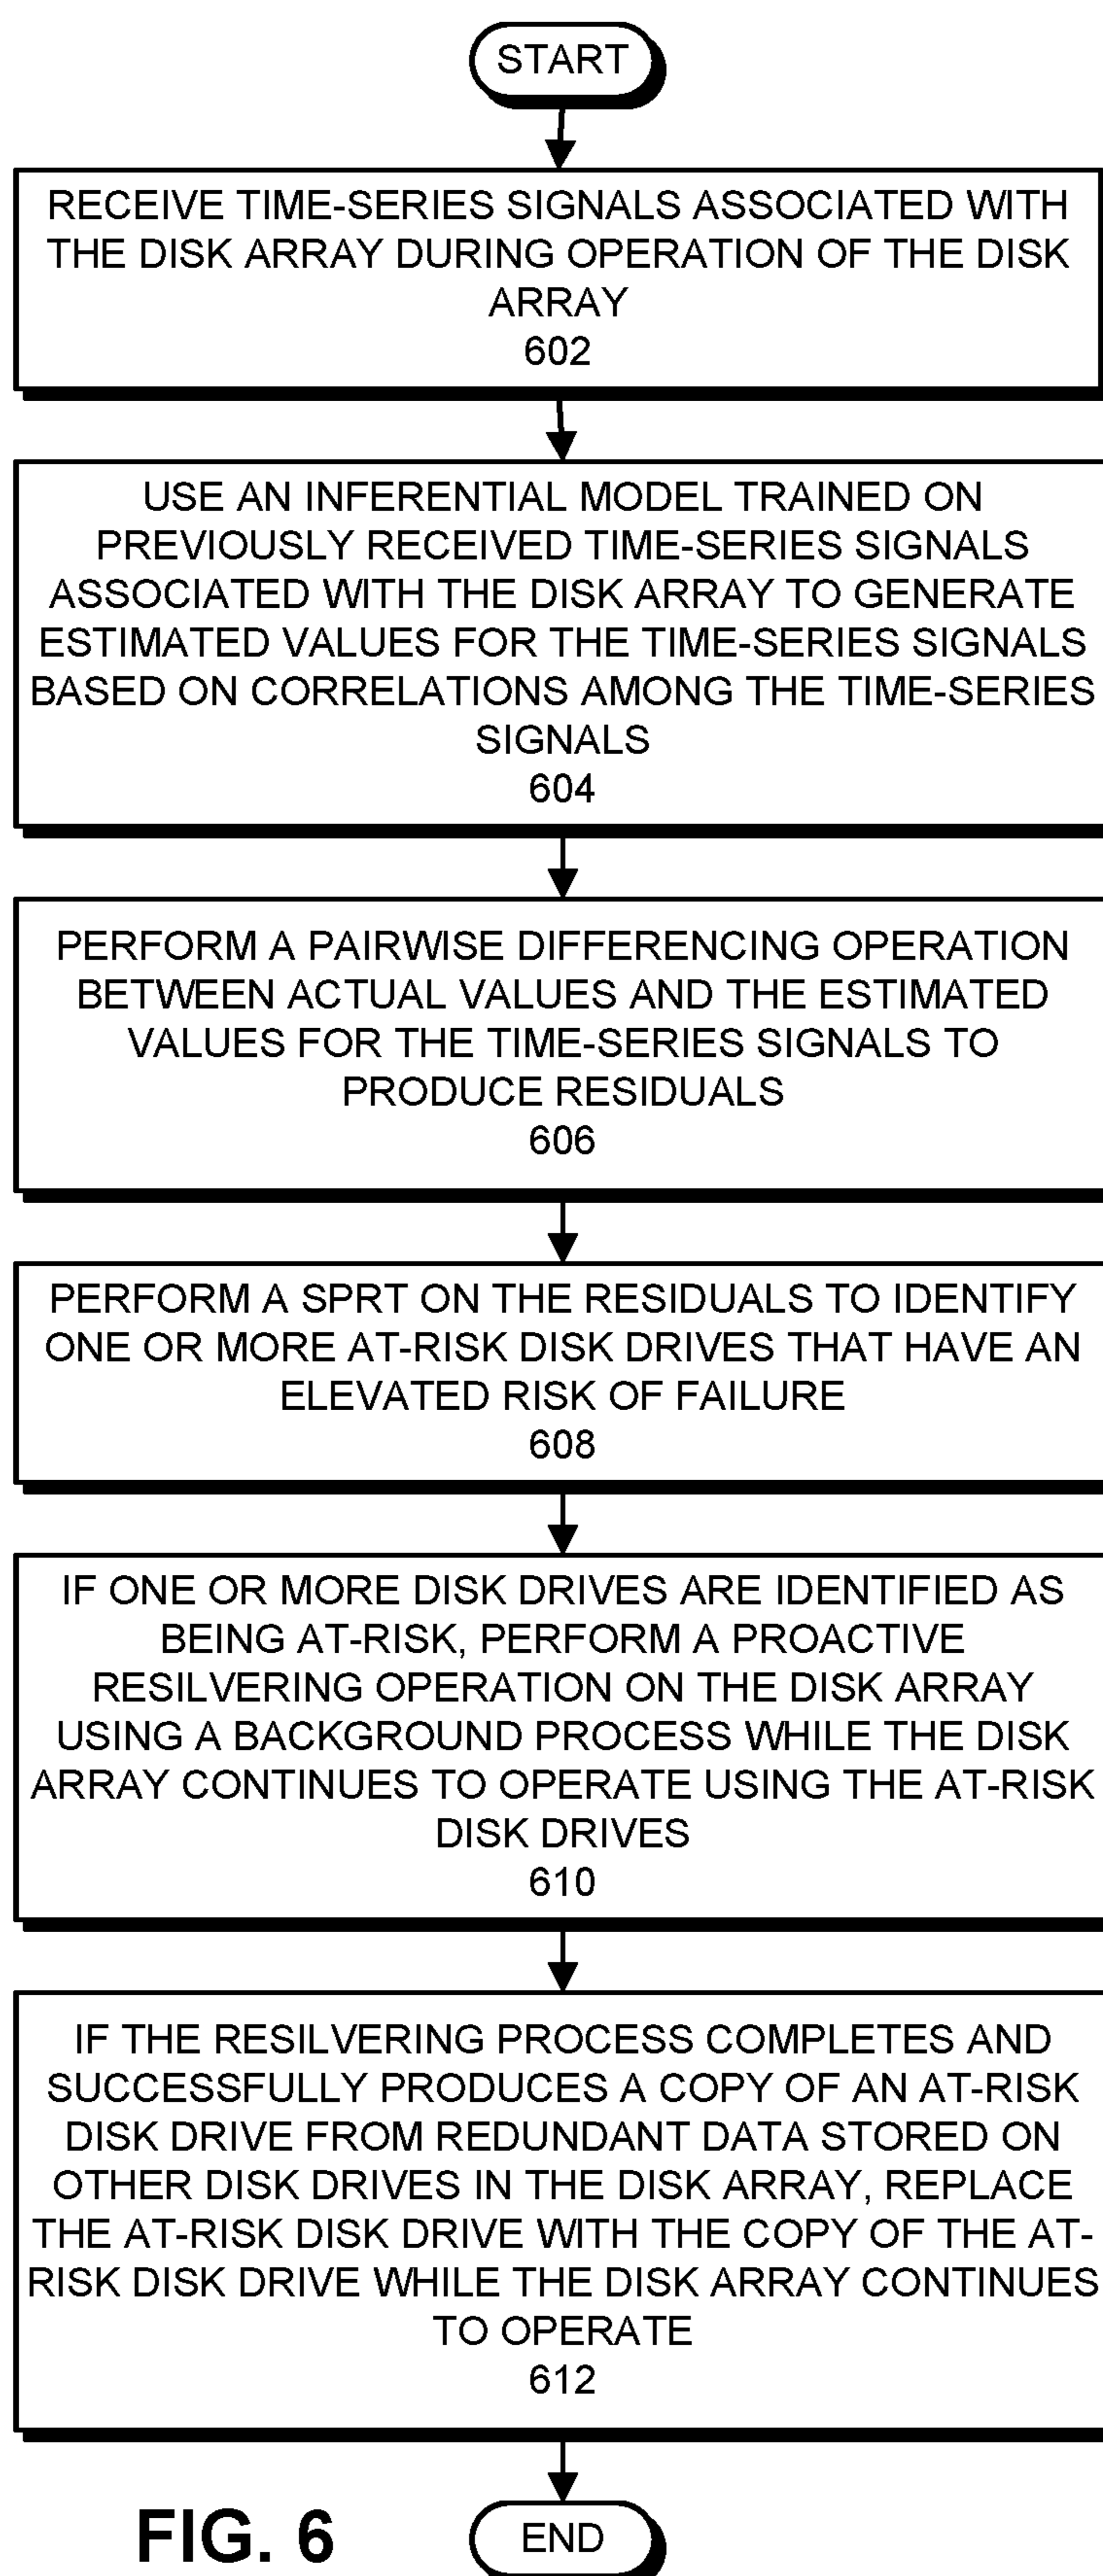 START
RECEIVE TIME-SERIES SIGNALS ASSOCIATED WITH
THE DISK ARRAY DURING OPERATION OF THE DISK
ARRAY
602
USE AN INFERENTIAL MODEL TRAINED ON
PREVIOUSLY RECEIVED TIME-SERIES SIGNALS
ASSOCIATED WITH THE DISK ARRAY TO GENERATE
ESTIMATED VALUES FOR THE TIME-SERIES SIGNALS
BASED ON CORRELATIONS AMONG THE TIME-SERIES
SIGNALS
604
PERFORM A PAIRWISE DIFFERENCING OPERATION
BETWEEN ACTUAL VALUES AND THE ESTIMATED
VALUES FOR THE TIME-SERIES SIGNALS TO
PRODUCE RESIDUALS
606
PERFORM A SPRT ON THE RESIDUALS TO IDENTIFY
ONE OR MORE AT-RISK DISK DRIVES THAT HAVE AN
ELEVATED RISK OF FAILURE
608
IF ONE OR MORE DISK DRIVES ARE IDENTIFIED AS
BEING AT-RISK, PERFORM A PROACTIVE
RESILVERING OPERATION ON THE DISK ARRAY
USING A BACKGROUND PROCESS WHILE THE DISK
ARRAY CONTINUES TO OPERATE USING THE AT-RISK
DISK DRIVES
610
IF THE RESILVERING PROCESS COMPLETES AND
SUCCESSFULLY PRODUCES A COPY OF AN AT-RISK
DISK DRIVE FROM REDUNDANT DATA STORED ON
OTHER DISK DRIVES IN THE DISK ARRAY, REPLACE
THE AT-RISK DISK DRIVE WITH THE COPY OF THE AT-
RISK DISK DRIVE WHILE THE DISK ARRAY CONTINUES
TO OPERATE
612
END
FIG. 6